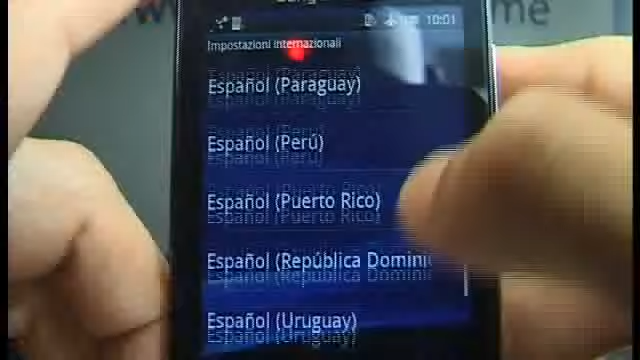 10:01
Impostazioni internazionali
Español (Paraguay)
Español (Perú)
Español (Puerto Rico)
Español (República Domini
Español (Uruguay)